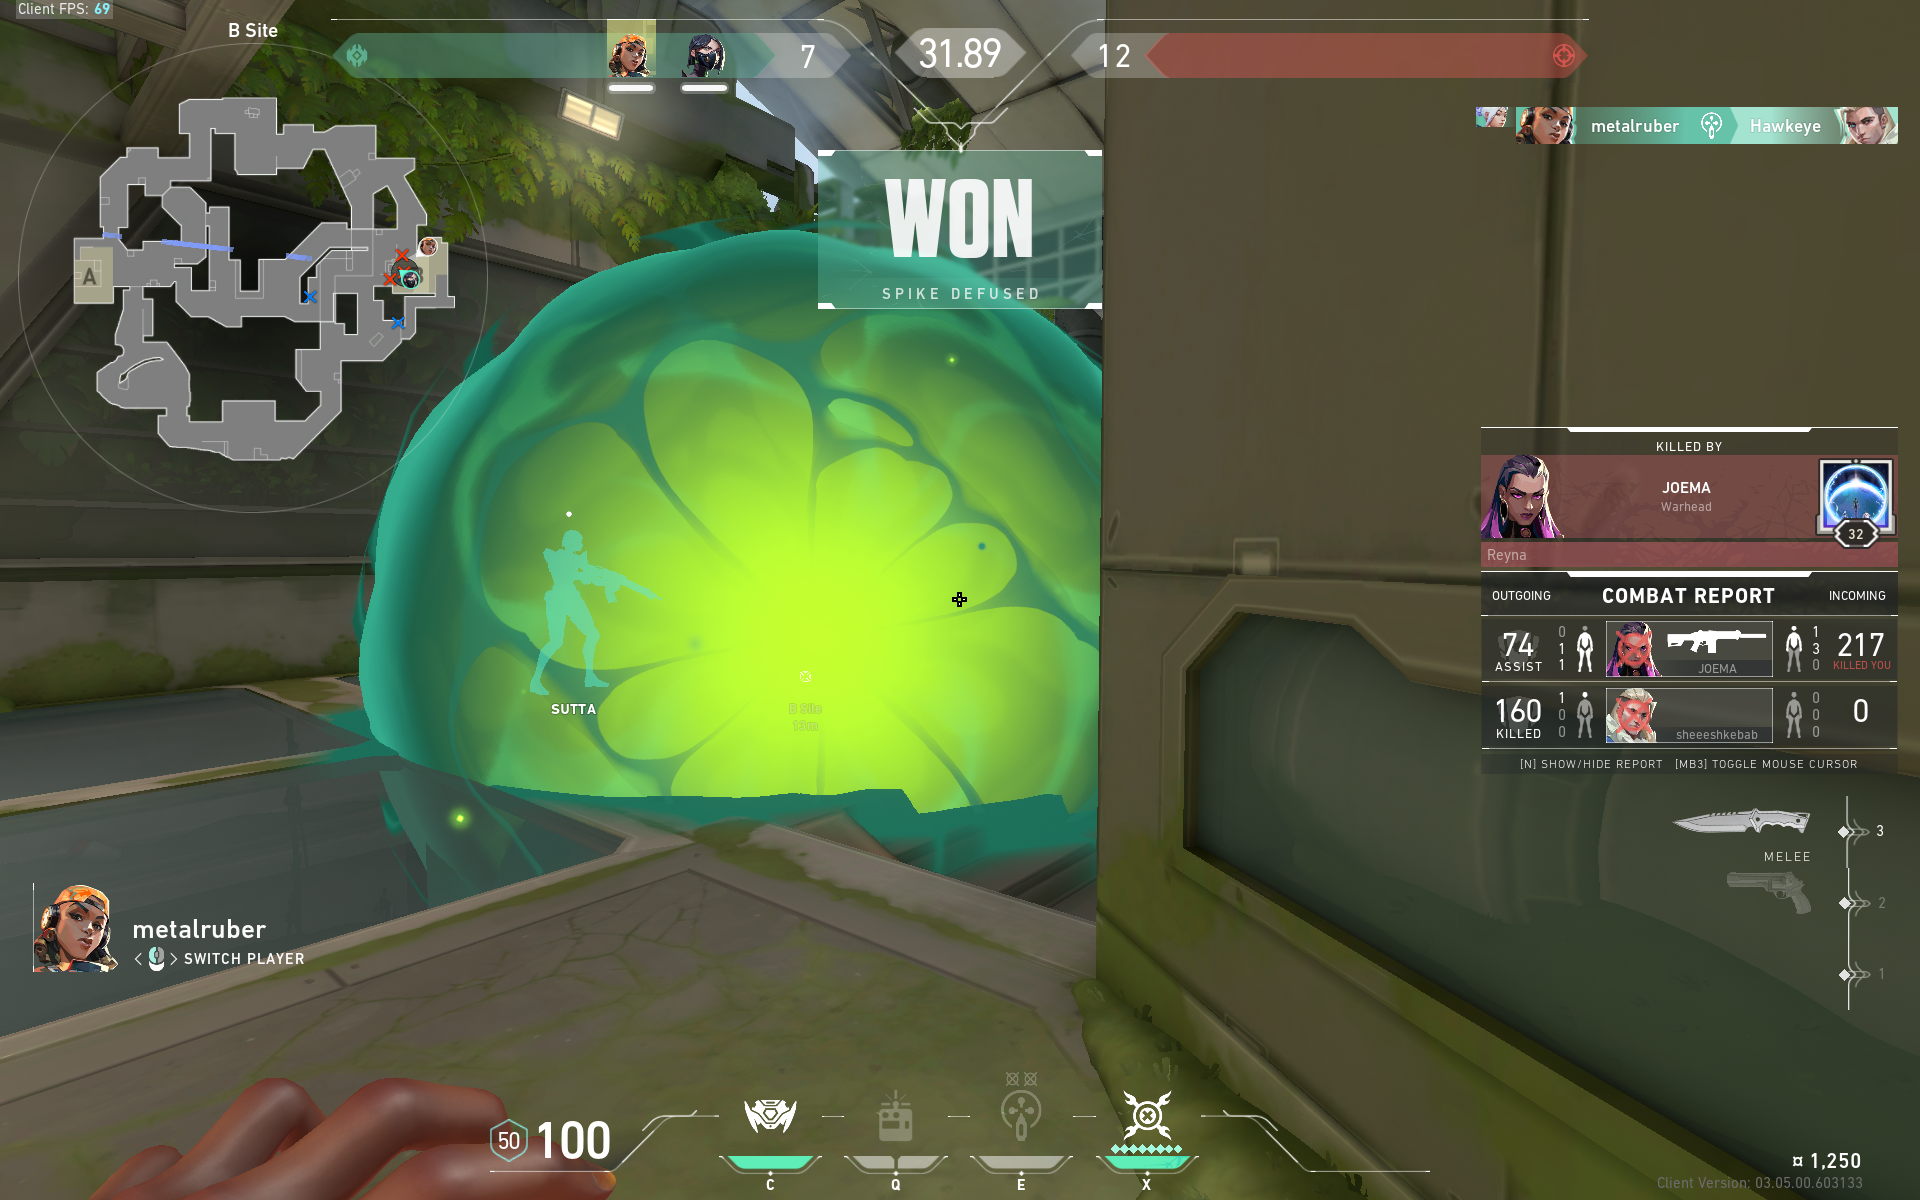 Client FPS: 69
B Site
7
31.89
12
metalruber
Hawkeye
WON
SPIKE DEFUSED
A
B
KILLED BY
JOEMA
Warhead
32
Reyna
OUTGOING
COMBAT REPORT
INCOMING
74
ASSIST
0
1
1
JOEMA
1
3
0
217
KILLED YOU
160
KILLED
1
0
0
sheeeshkebab
0
0
0
0
[N] SHOW/HIDE REPORT [MB3] TOGGLE MOUSE CURSOR
SUTTA
B Site
13m
3
MELEE
2
1
metalruber
< > SWITCH PLAYER
50
100
C
Q
E
X
¤ 1,250
Client Version: 03.05.00.603133